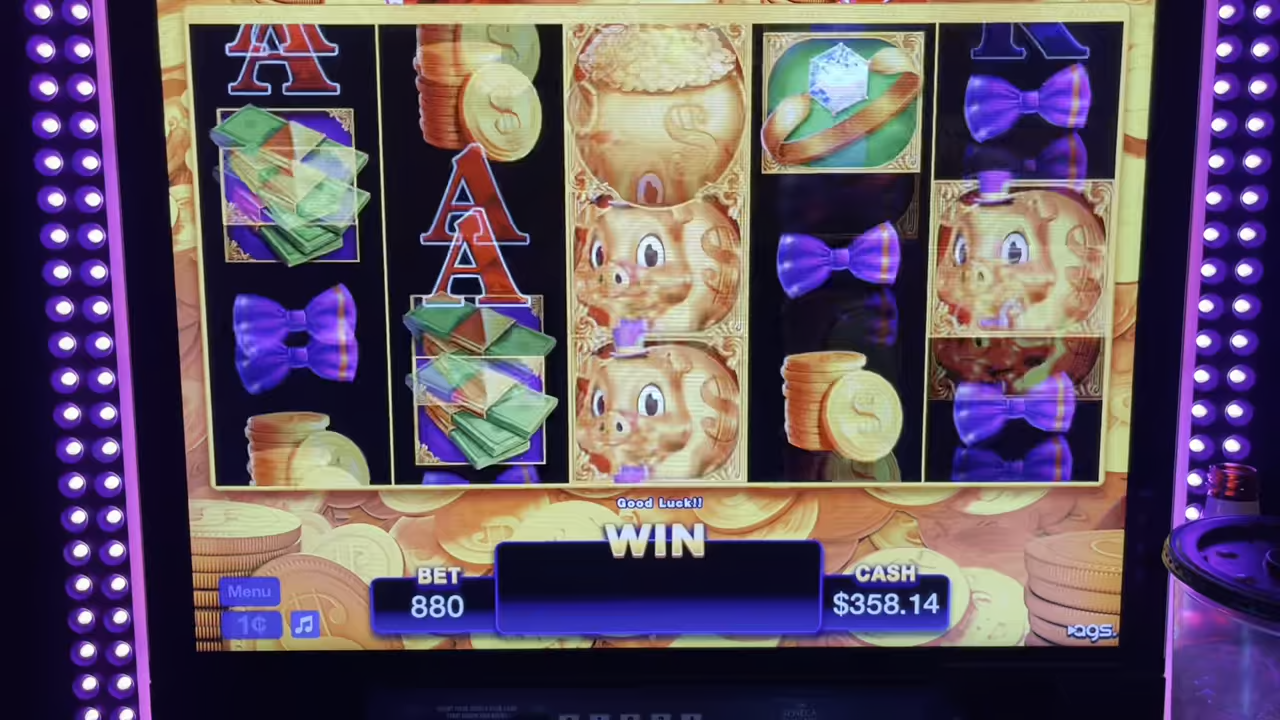 A
K
$
A
$
A
$
$
$
Good Luck!!
WIN
BET
880
CASH
$358.14
Menu
1¢
ags